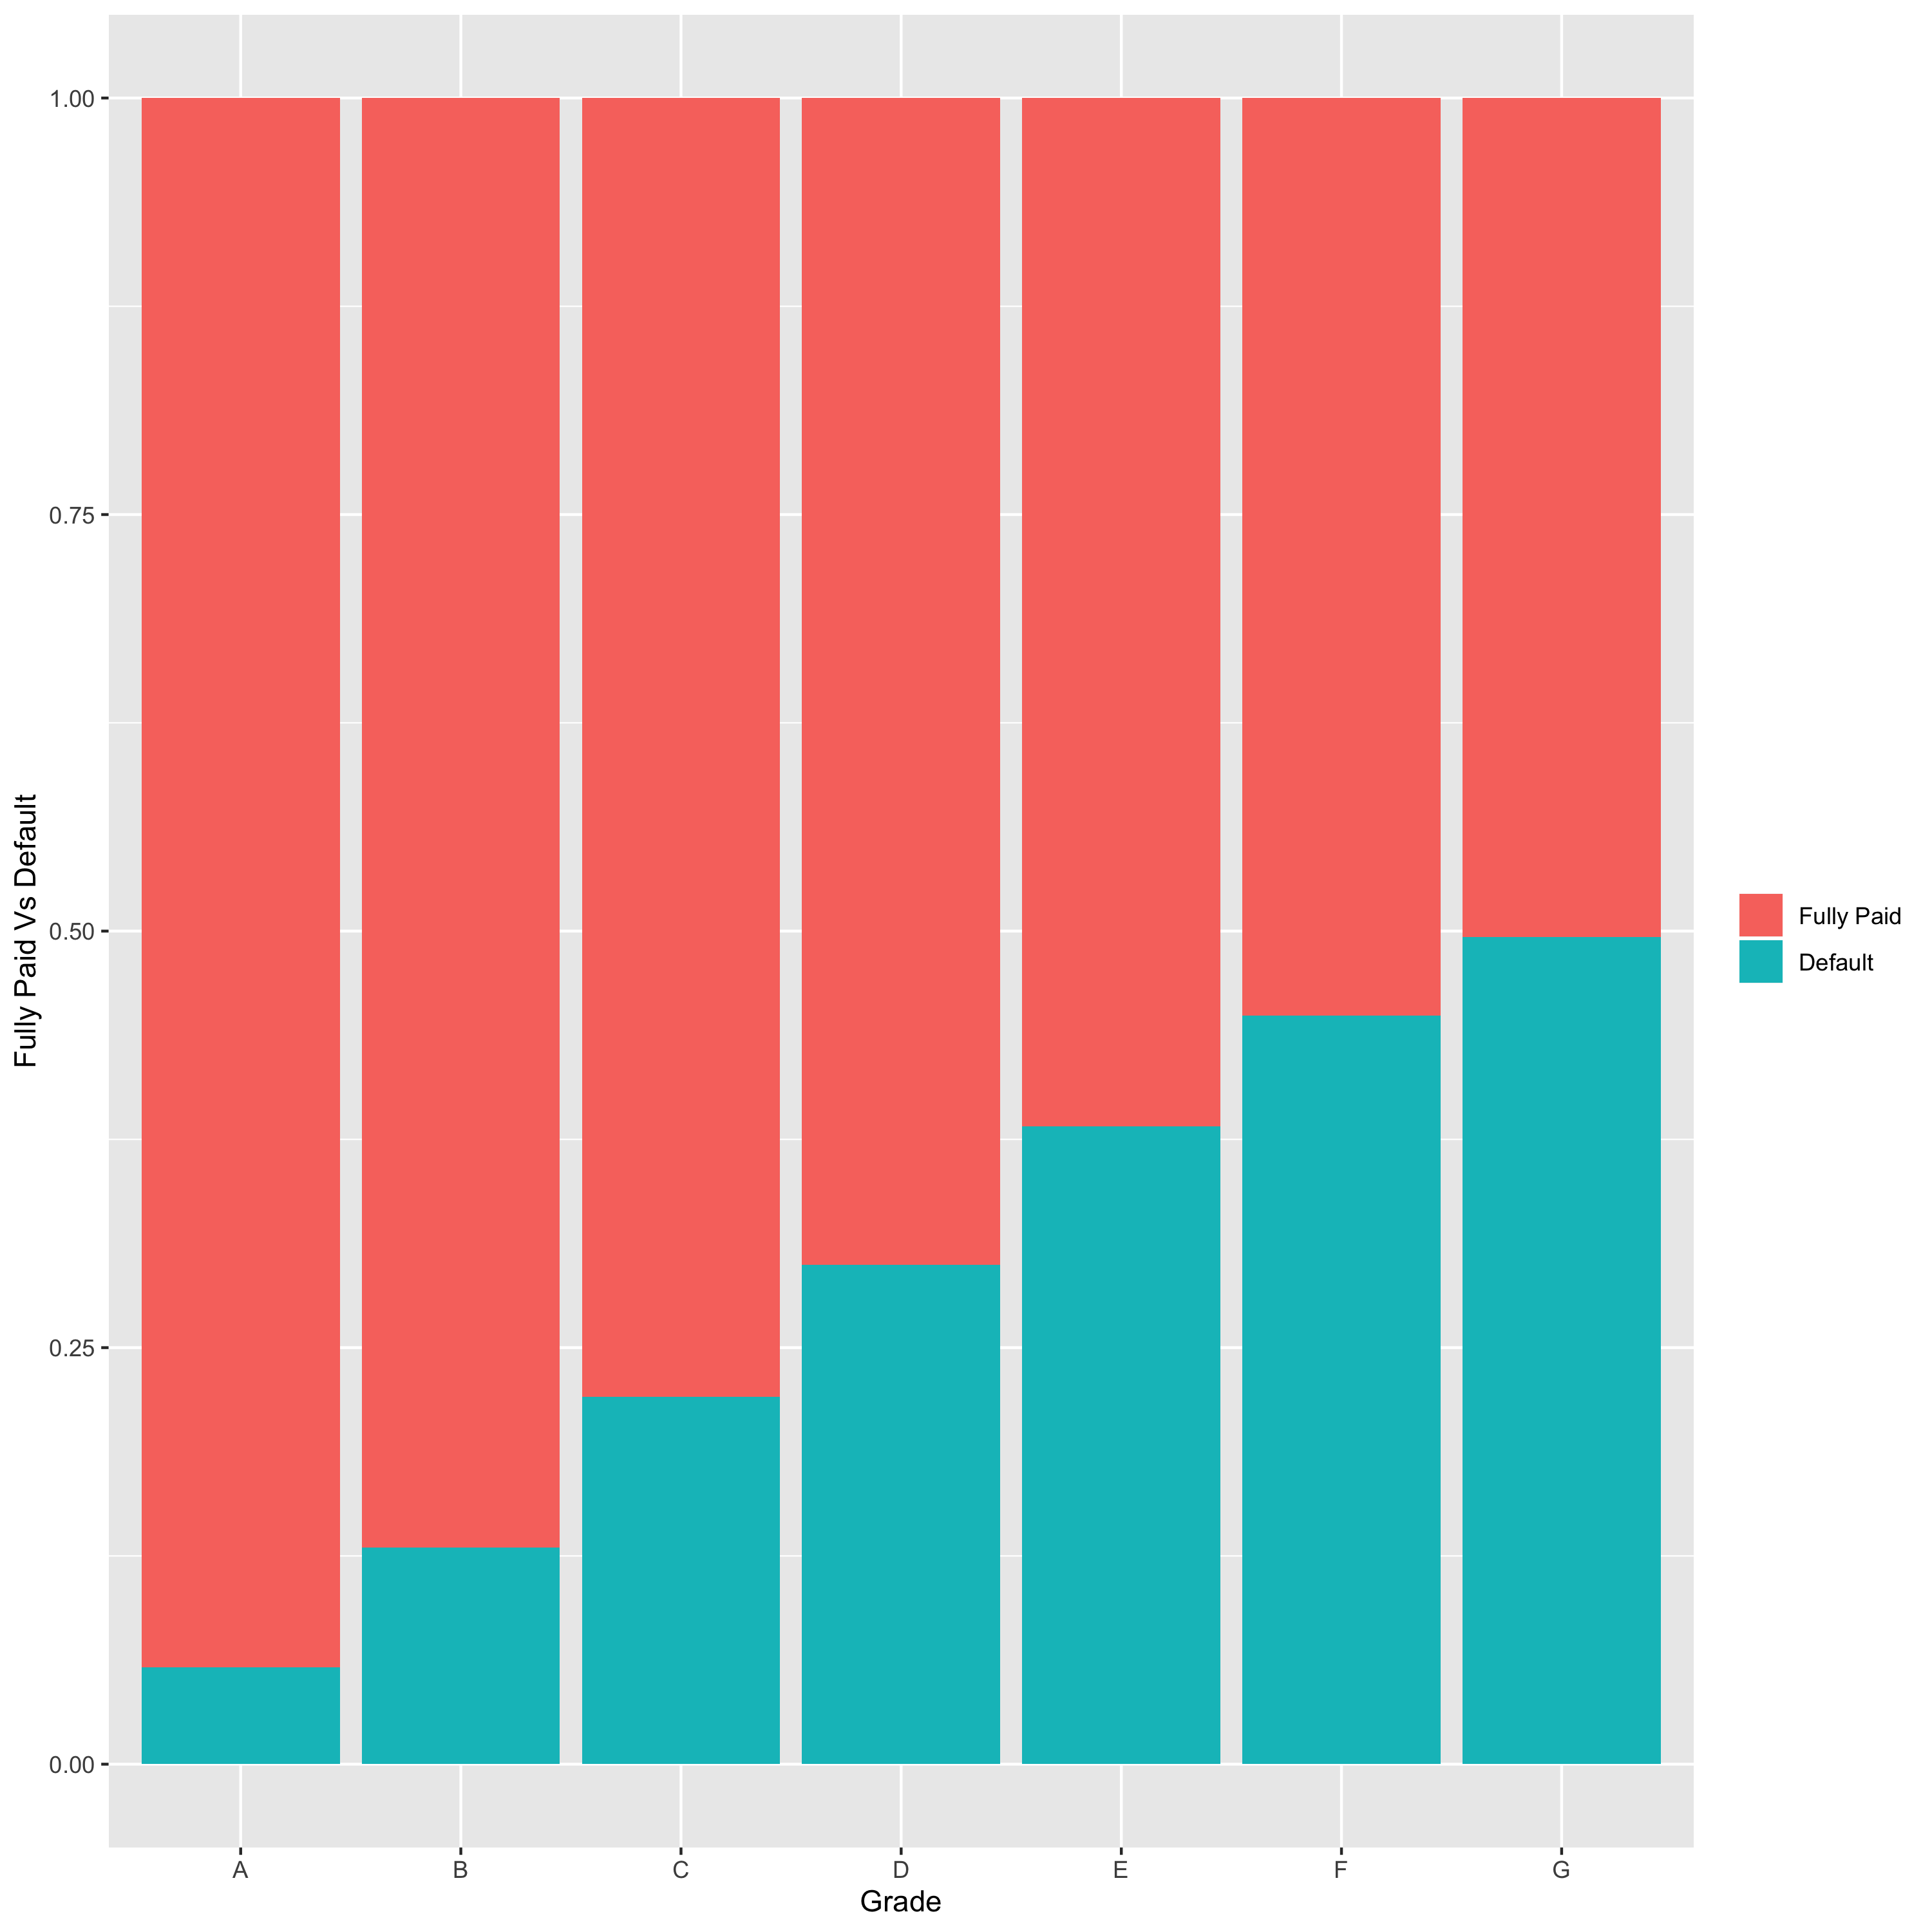 Fully Paid Vs Default
1.00
0.75
0.50
0.25
0.00
A B C D E F G
Grade
Fully Paid
Default